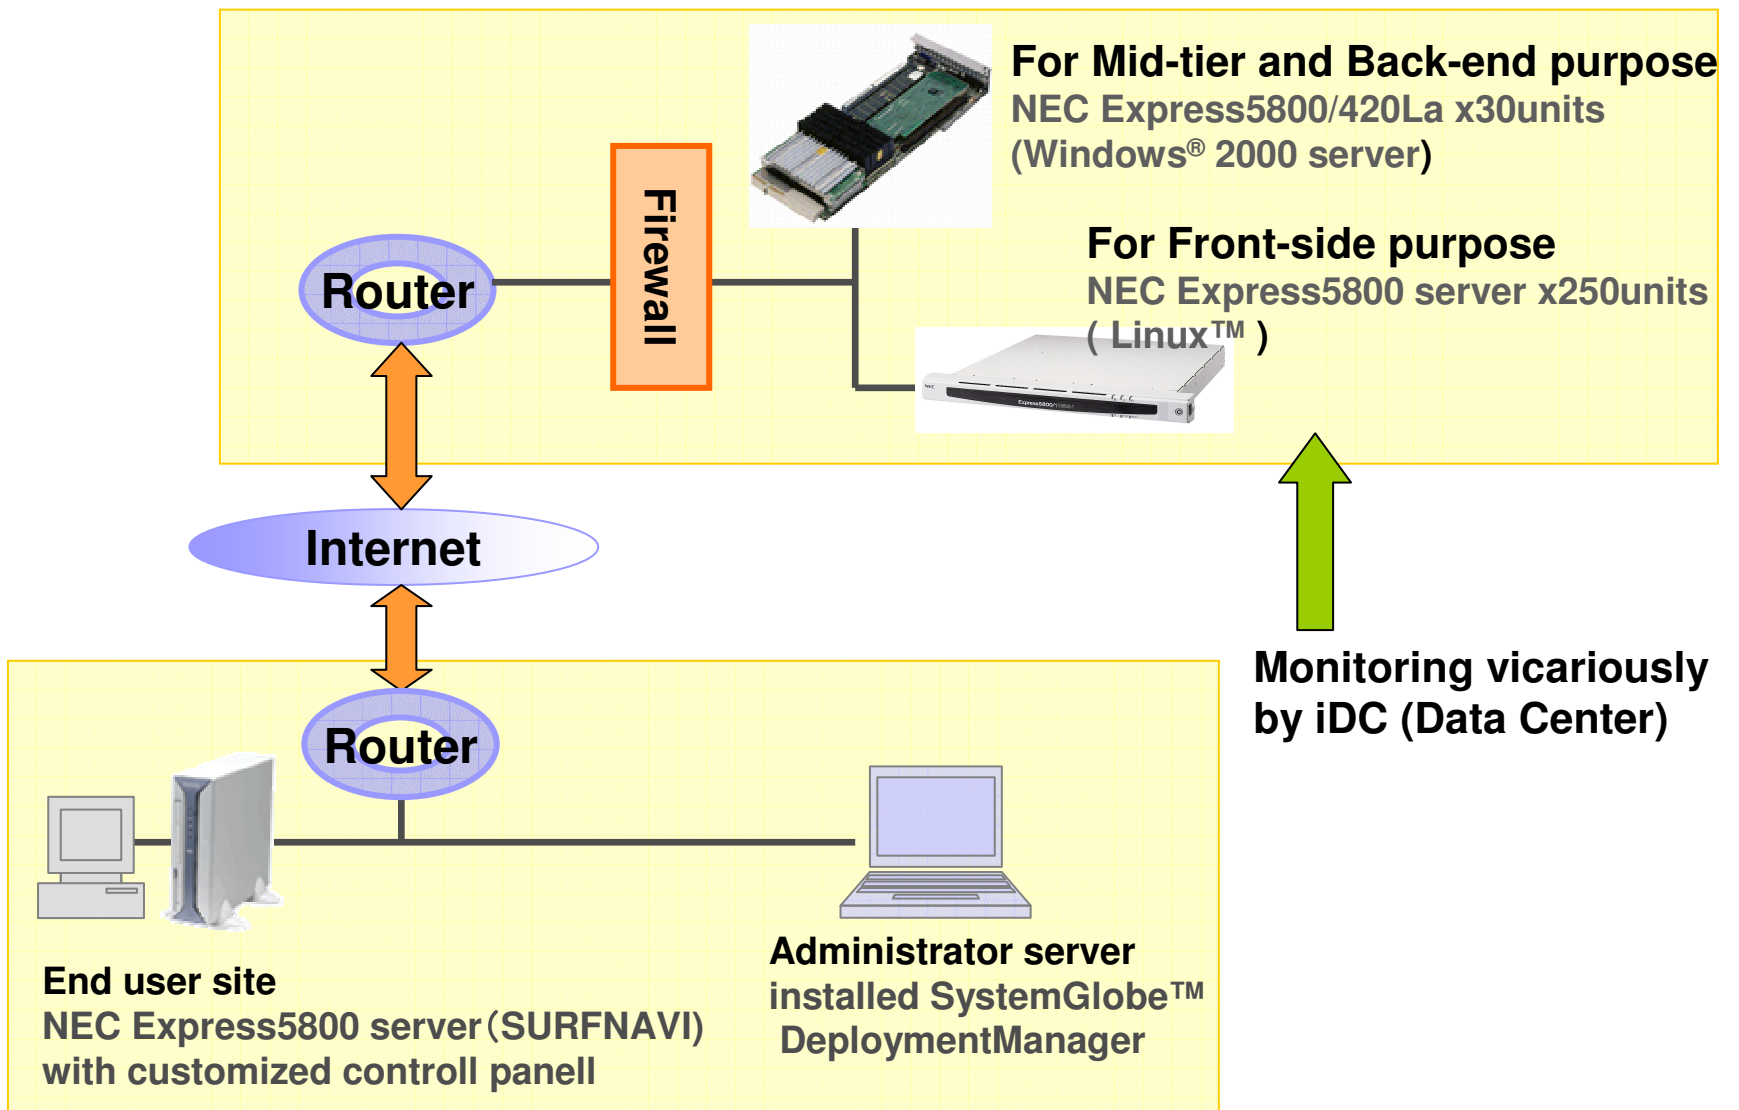 For Mid-tier and Back-end purpose
NEC Express5800/420La x30units
(Windows® 2000 server)
Firewall
For Front-side purpose
NEC Express5800 server x250units
( Linux™ )
Router
NEC
Internet
Monitoring vicariously
by iDC (Data Center)
Router
Administrator server
installed SystemGlobe™
DeploymentManager
End user site
NEC Express5800 server（SURFNAVI)
with customized controll panell